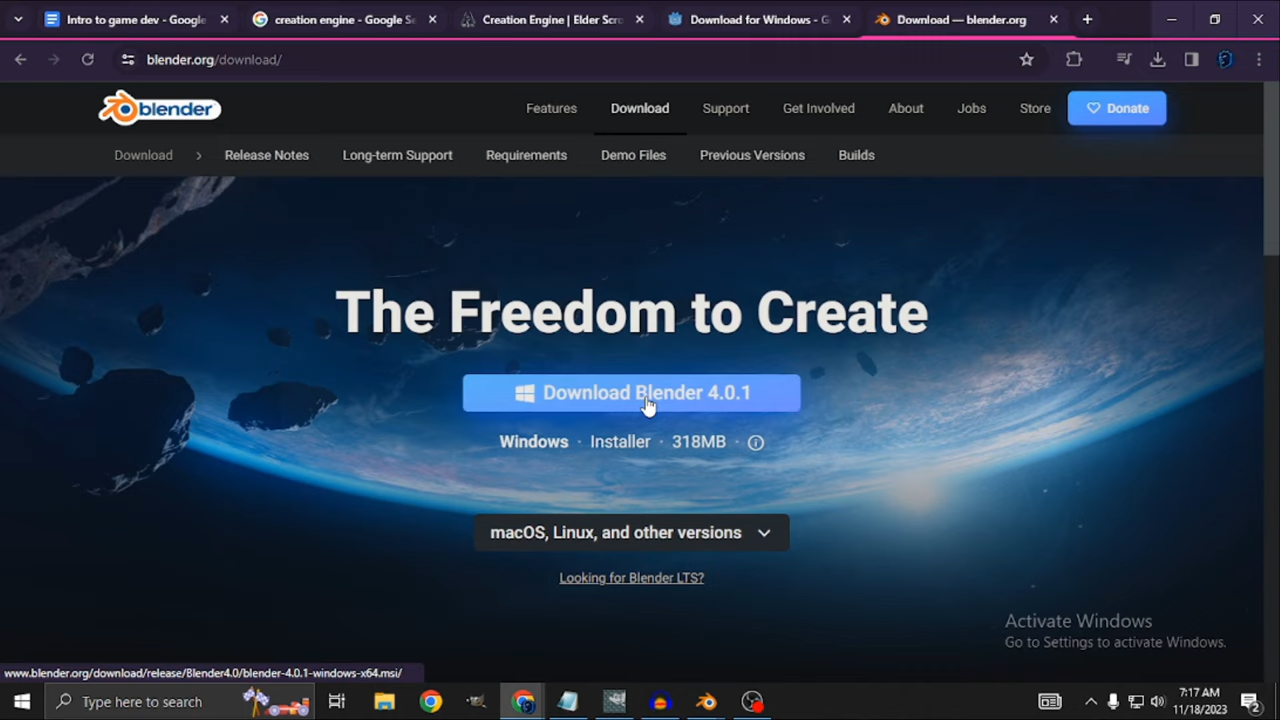 Intro to game dev - Google
creation engine - Google Se
Creation Engine | Elder Scro
Download for Windows - G
Download — blender.org
blender.org/download/
blender
Features
Download
Support
Get Involved
About
Jobs
Store
Donate
Download
Release Notes
Long-term Support
Requirements
Demo Files
Previous Versions
Builds
The Freedom to Create
Download Blender 4.0.1
Windows · Installer · 318MB ·
macOS, Linux, and other versions
Looking for Blender LTS?
Activate Windows
Go to Settings to activate Windows.
www.blender.org/download/release/Blender4.0/blender-4.0.1-windows-x64.msi/
Type here to search
7:17 AM
11/18/2023
2